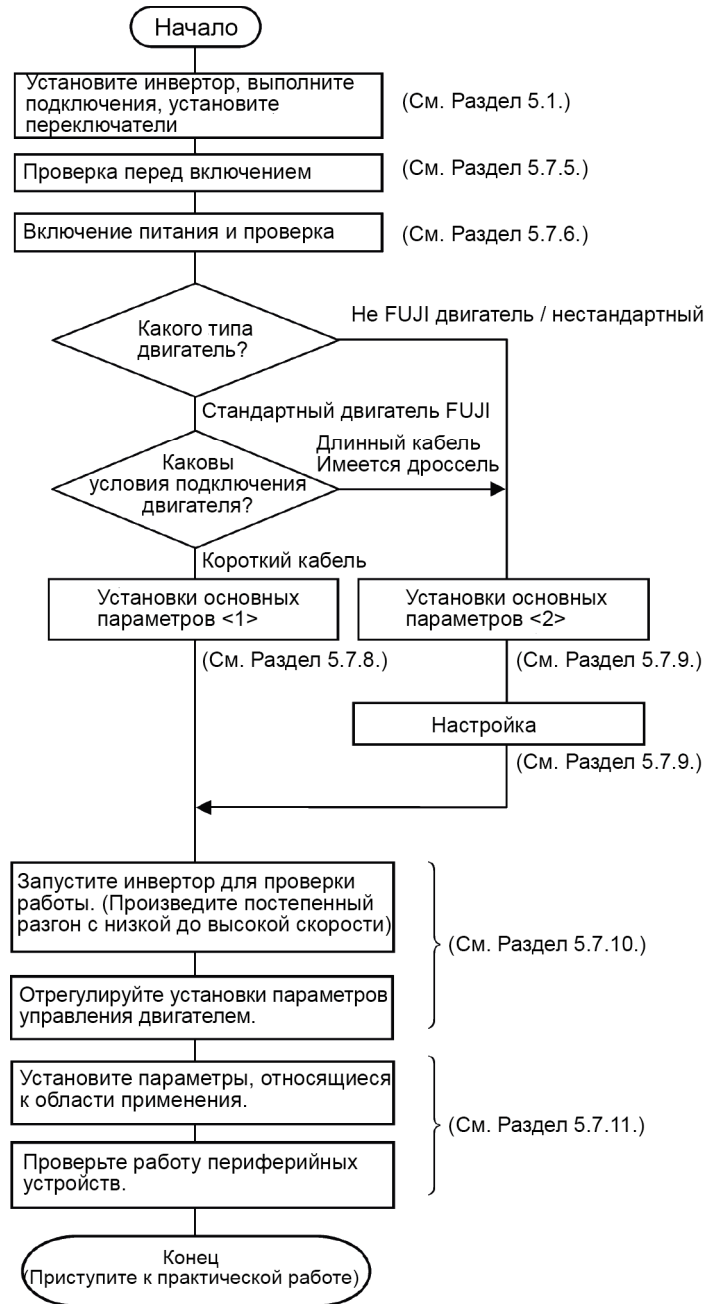 Начало
Установите инвертор, выполните
подключения, установите
переключатели
(См. Раздел 5.1.)
Проверка перед включением
(См. Раздел 5.7.5.)
Включение питания и проверка
(См. Раздел 5.7.6.)
Какого типа
двигатель?
Не FUJI двигатель / нестандартный
Стандартный двигатель FUJI
Каковы
условия подключения
двигателя?
Длинный кабель
Имеется дроссель
Короткий кабель
Установки основных
параметров <1>
(См. Раздел 5.7.8.)
Установки основных
параметров <2>
(См. Раздел 5.7.9.)
Настройка
(См. Раздел 5.7.9.)
Запустите инвертор для проверки
работы. (Произведите постепенный
разгон с низкой до высокой скорости)
Отрегулируйте установки параметров
управления двигателем.
(См. Раздел 5.7.10.)
Установите параметры, относящиеся
к области применения.
Проверьте работу периферийных
устройств.
(См. Раздел 5.7.11.)
Конец
(Приступите к практической работе)